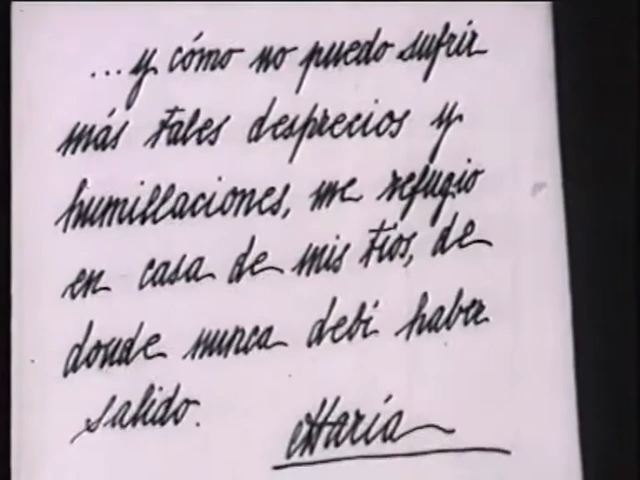 ...y cómo no puedo sufrir
más tales desprecios y
humillaciones, me refugio
en casa de mis tíos, de
donde nunca debí haber
salido.
María